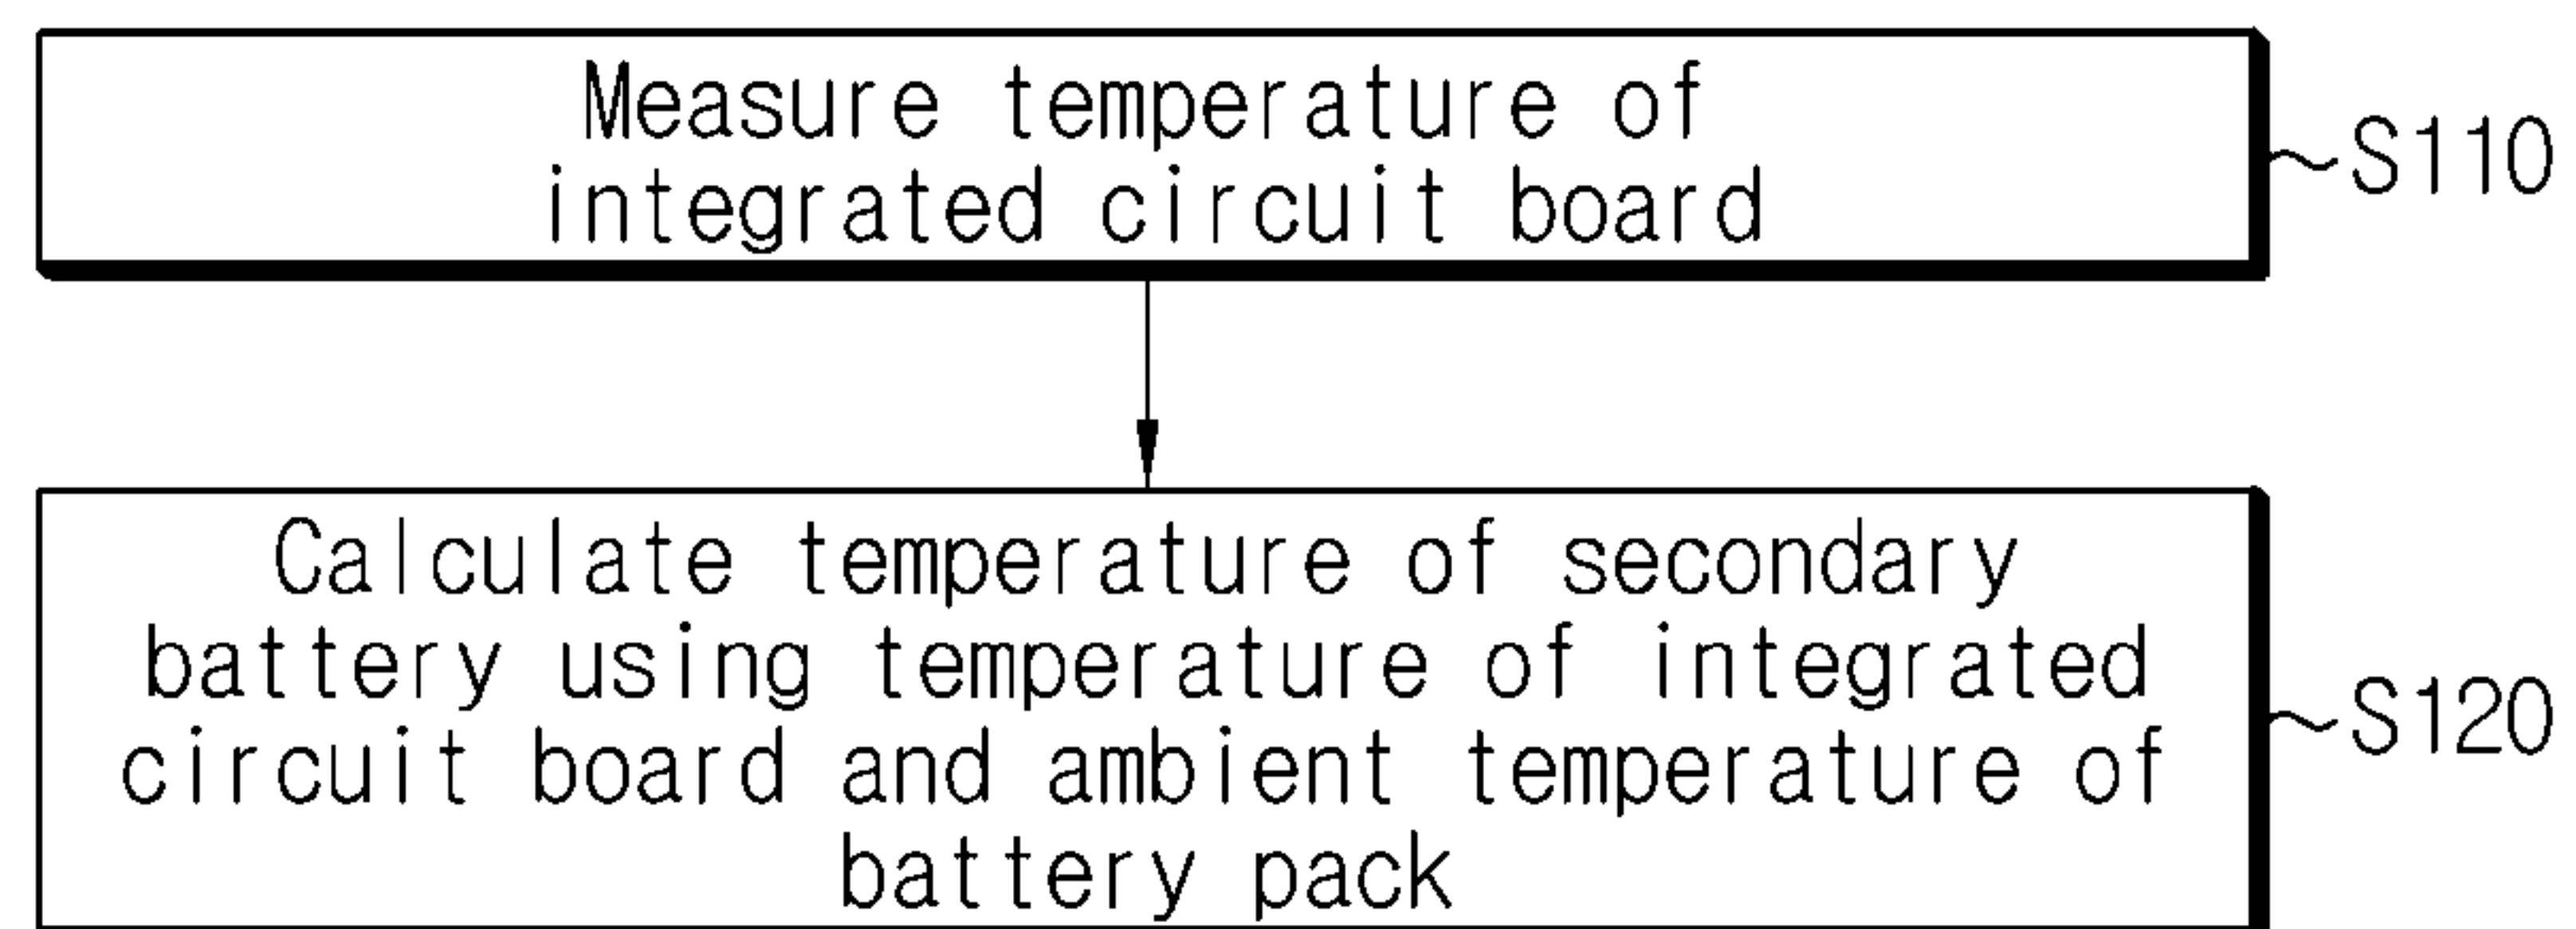 Measure temperature of
integrated circuit board
S110
Calculate temperature of secondary
battery using temperature of integrated
circuit board and ambient temperature of
battery pack
S120